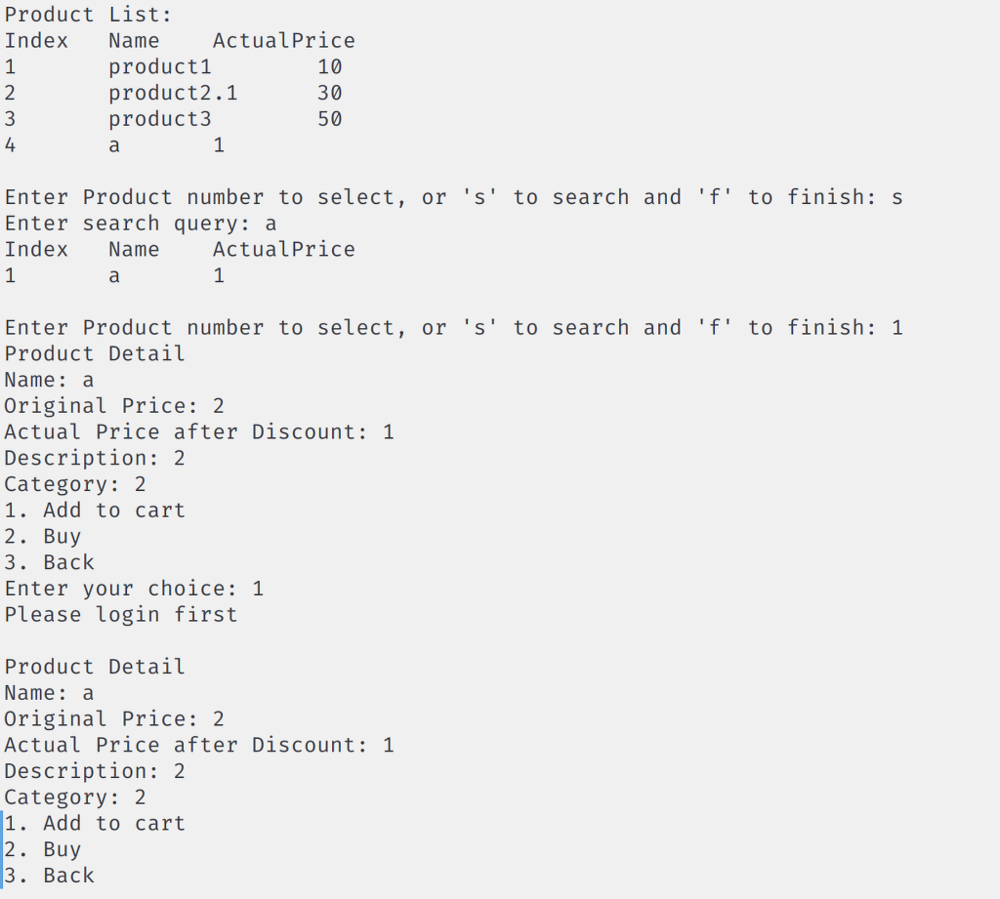 Product List:
Index   Name    ActualPrice
1       product1        10
2       product2.1      30
3       product3        50
4       a       1

Enter Product number to select, or 's' to search and 'f' to finish: s
Enter search query: a
Index   Name    ActualPrice
1       a       1

Enter Product number to select, or 's' to search and 'f' to finish: 1
Product Detail
Name: a
Original Price: 2
Actual Price after Discount: 1
Description: 2
Category: 2
1. Add to cart
2. Buy
3. Back
Enter your choice: 1
Please login first

Product Detail
Name: a
Original Price: 2
Actual Price after Discount: 1
Description: 2
Category: 2
1. Add to cart
2. Buy
3. Back